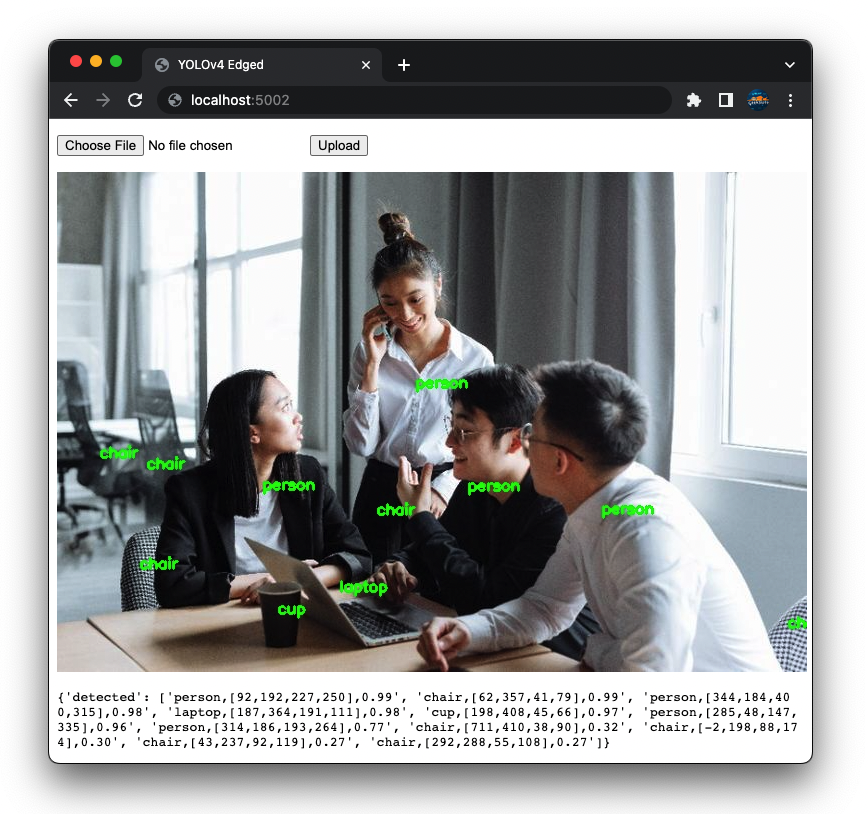 YOLOv4 Edged
localhost:5002
Choose File No file chosen Upload
person
chair
chair
person
person
chair
person
chair
laptop
cup
ch
{'detected': ['person,[92,192,227,250],0.99', 'chair,[62,357,41,79],0.99', 'person,[344,184,40
0,315],0.98', 'laptop,[187,364,191,111],0.98', 'cup,[198,408,45,66],0.97', 'person,[285,48,147,
335],0.96', 'person,[314,186,193,264],0.77', 'chair,[711,410,38,90],0.32', 'chair,[-2,198,88,17
4],0.30', 'chair,[43,237,92,119],0.27', 'chair,[292,288,55,108],0.27']}